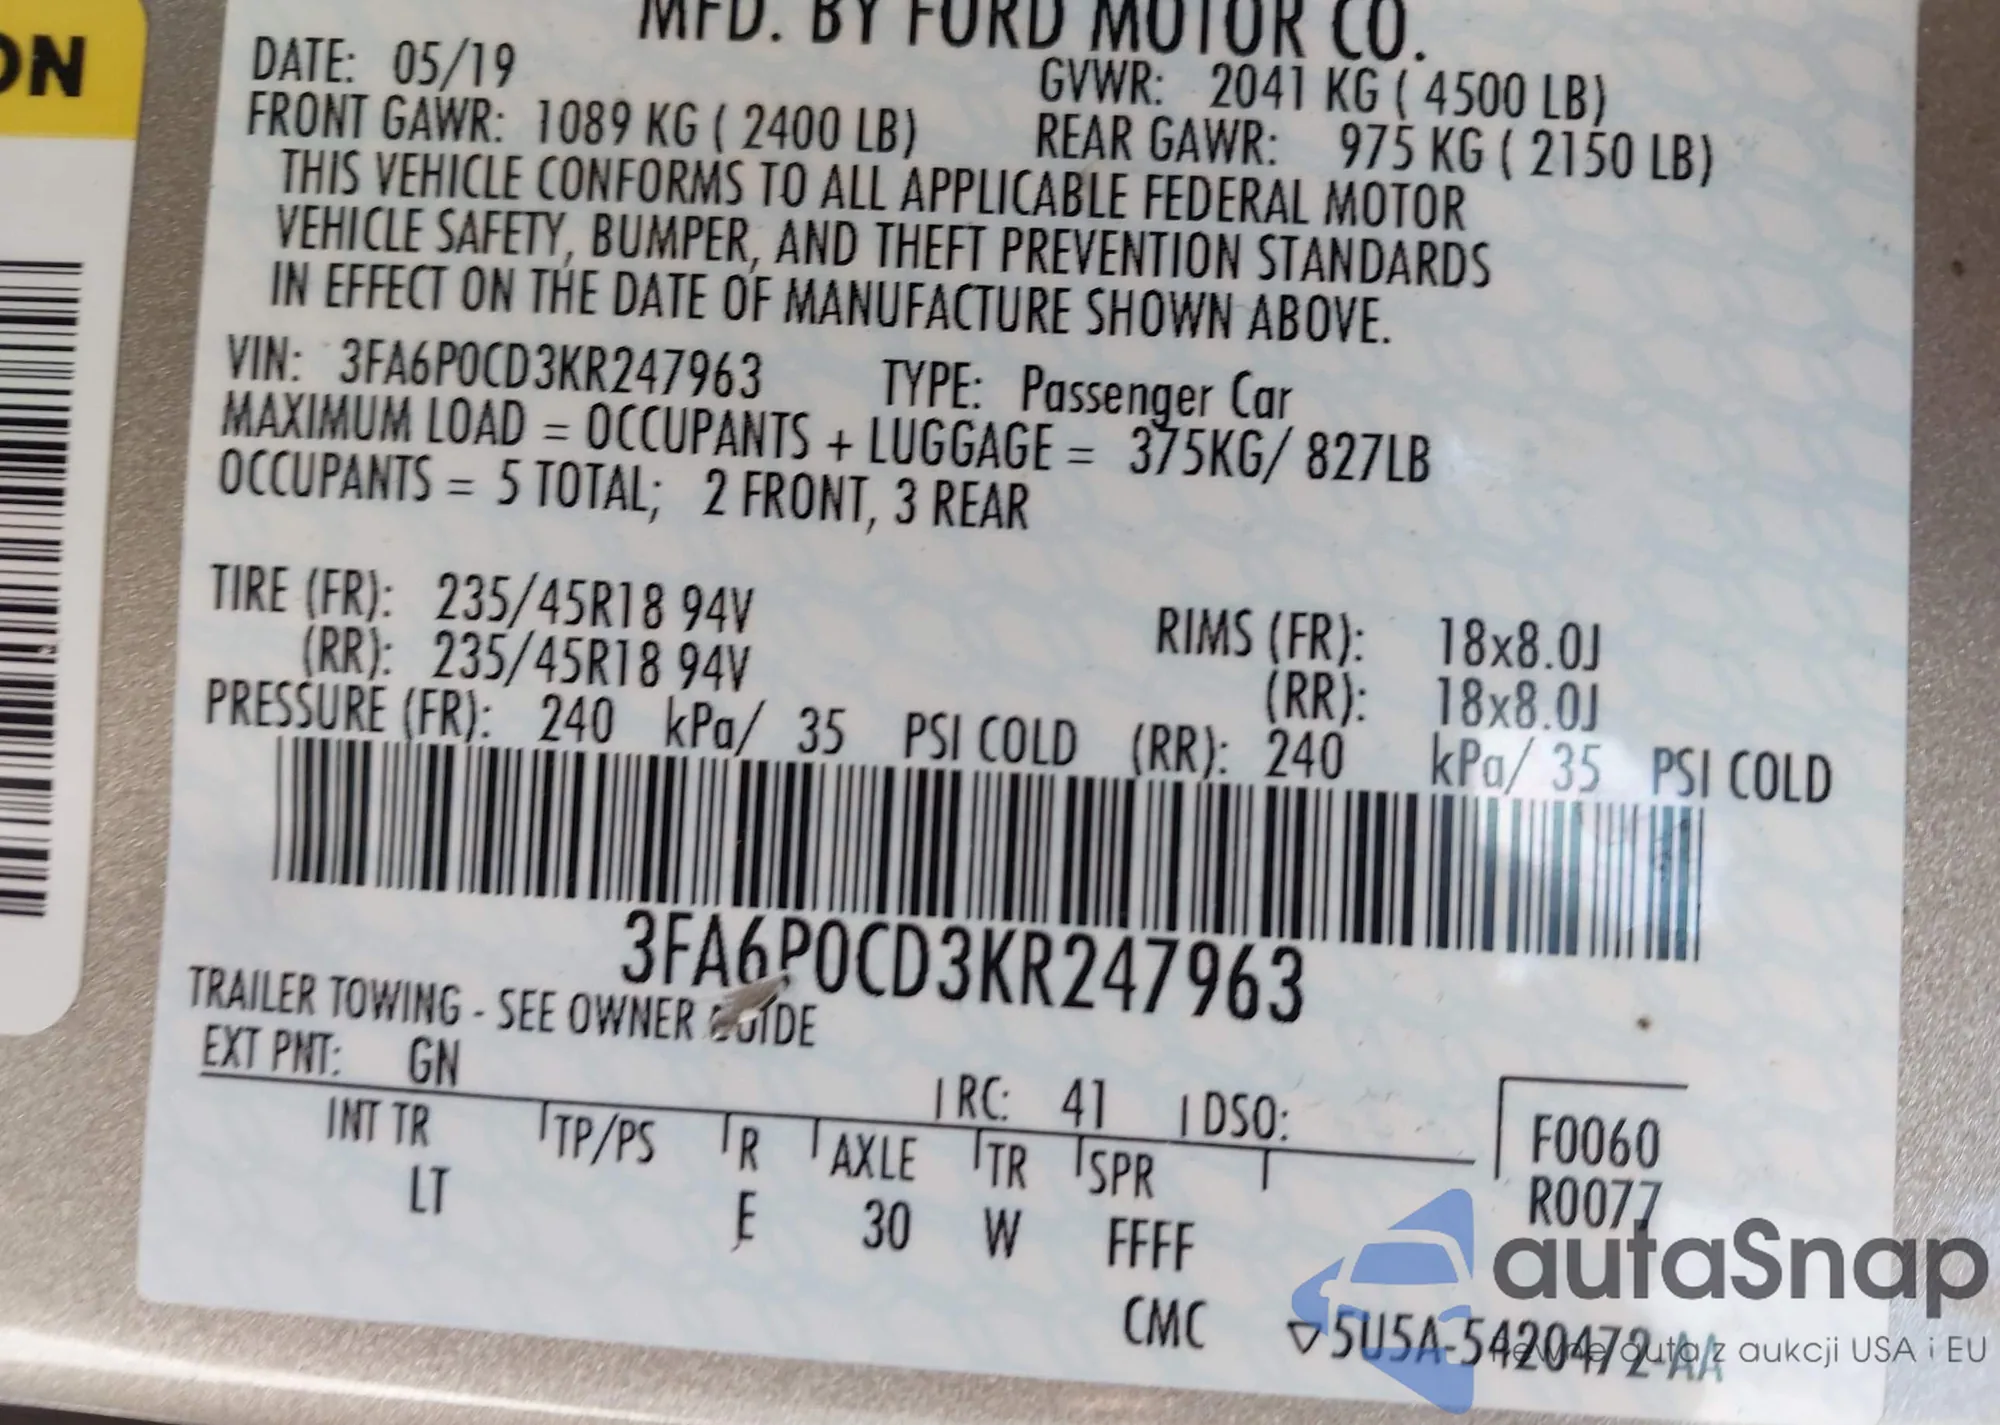 ON
MFD. BY FORD MOTOR CO.
DATE: 05/19 GVWR: 2041 KG ( 4500 LB)
FRONT GAWR: 1089 KG ( 2400 LB) REAR GAWR: 975 KG ( 2150 LB)
THIS VEHICLE CONFORMS TO ALL APPLICABLE FEDERAL MOTOR
VEHICLE SAFETY, BUMPER, AND THEFT PREVENTION STANDARDS
IN EFFECT ON THE DATE OF MANUFACTURE SHOWN ABOVE.
VIN: 3FA6P0CD3KR247963 TYPE: Passenger Car
MAXIMUM LOAD = OCCUPANTS + LUGGAGE = 375KG/ 827LB
OCCUPANTS = 5 TOTAL; 2 FRONT, 3 REAR
TIRE (FR): 235/45R18 94V RIMS (FR): 18x8.0J
(RR): 235/45R18 94V (RR): 18x8.0J
PRESSURE (FR): 240 kPa/ 35 PSI COLD (RR): 240 kPa/ 35 PSI COLD
3FA6P0CD3KR247963
TRAILER TOWING - SEE OWNER GUIDE
EXT PNT: GN RC: 41 DSO:
INT TR TP/PS R AXLE TR SPR F0060
LT E 30 W FFFF R0077
autaSnap
CMC ▽5U5A-5420472-AA
Pewne auta z aukcji USA i EU